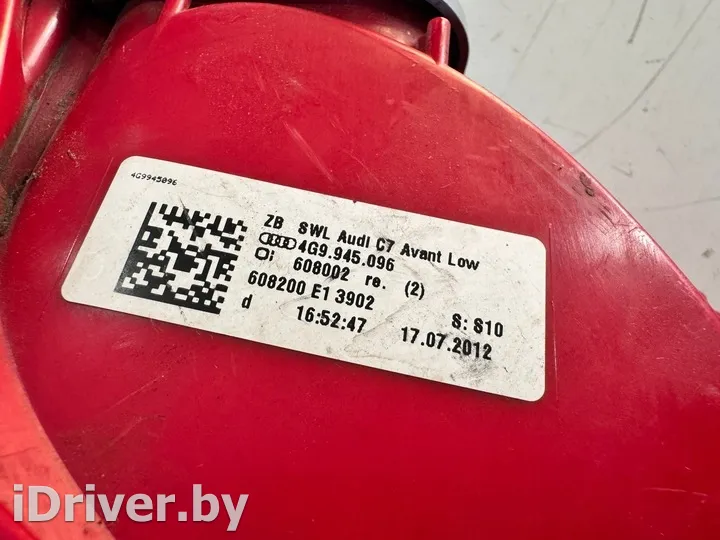 4G9945096
ZB SWL Audi C7 Avant Low
4G9.945.096
608002 re. (2)
608200 E1 3902
d 16:52:47 17.07.2012 S: S10
iDriver.by